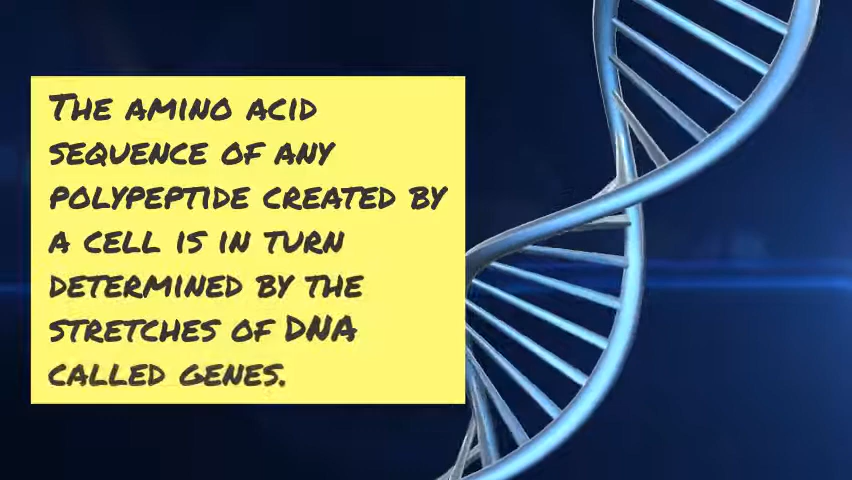 The amino acid
sequence of any
polypeptide created by
a cell is in turn
determined by the
stretches of DNA
called genes.